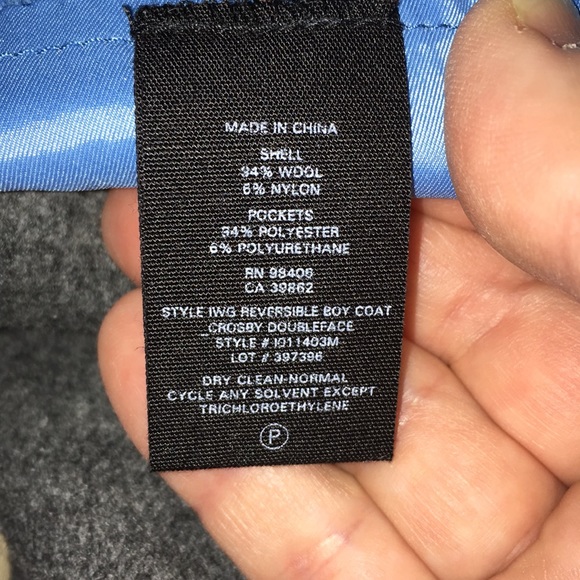 MADE IN CHINA
SHELL
94% WOOL
6% NYLON
POCKETS
94% POLYESTER
6% POLYURETHANE
RN 98406
CA 39862
STYLE IWG REVERSIBLE BOY COAT
CROSBY DOUBLEFACE
STYLE # I011403M
LOT # 397396
DRY CLEAN-NORMAL
CYCLE ANY SOLVENT EXCEPT
TRICHLOROETHYLENE
P